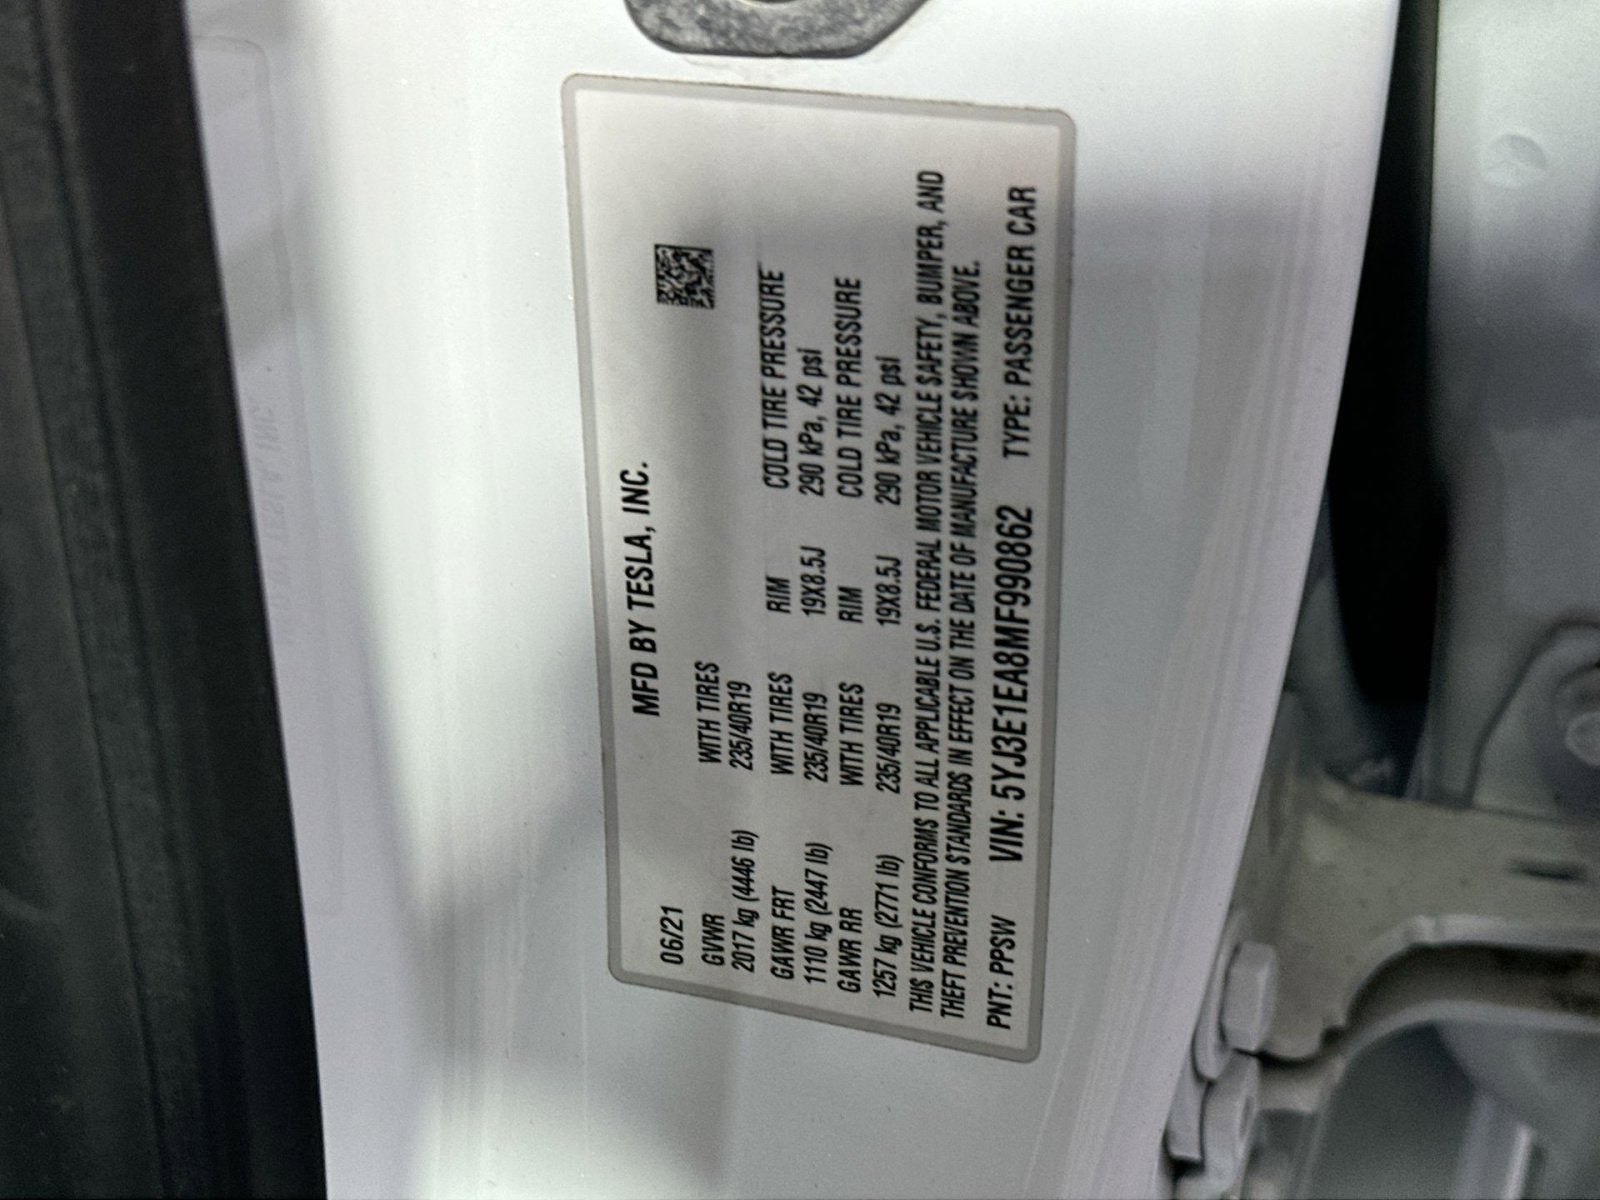 MFD BY TESLA, INC.
06/21
GVWR WITH TIRES
2017 kg (4446 lb) 235/40R19
GAWR FRT WITH TIRES RIM COLD TIRE PRESSURE
1110 kg (2447 lb) 235/40R19 19X8.5J 290 kPa, 42 psi
GAWR RR WITH TIRES RIM COLD TIRE PRESSURE
1257 kg (2771 lb) 235/40R19 19X8.5J 290 kPa, 42 psi
THIS VEHICLE CONFORMS TO ALL APPLICABLE U.S. FEDERAL MOTOR VEHICLE SAFETY, BUMPER, AND
THEFT PREVENTION STANDARDS IN EFFECT ON THE DATE OF MANUFACTURE SHOWN ABOVE.
PNT: PPSW VIN: 5YJ3E1EA8MF990862 TYPE: PASSENGER CAR